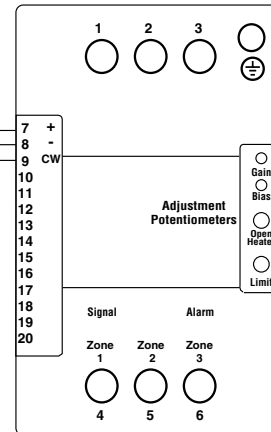 1 2 3
7 +
8 -
9 CW
10
11
12
13
14
15
16
17
18
19
20
Adjustment
Potentiometers
Gain
Bias
Open
Heater
Limit
Signal Alarm
Zone Zone Zone
1 2 3
4 5 6